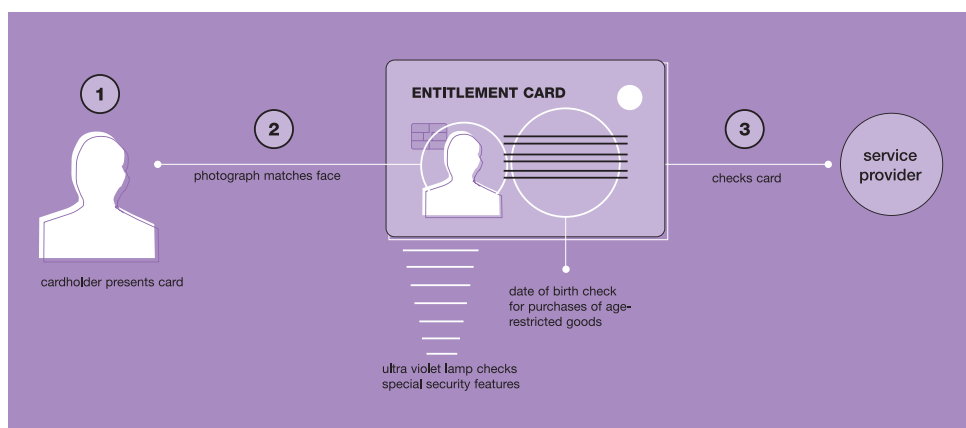 1
cardholder presents card
2
photograph matches face
ENTITLEMENT CARD
ultra violet lamp checks
special security features
date of birth check
for purchases of age-
restricted goods
3
checks card
service
provider